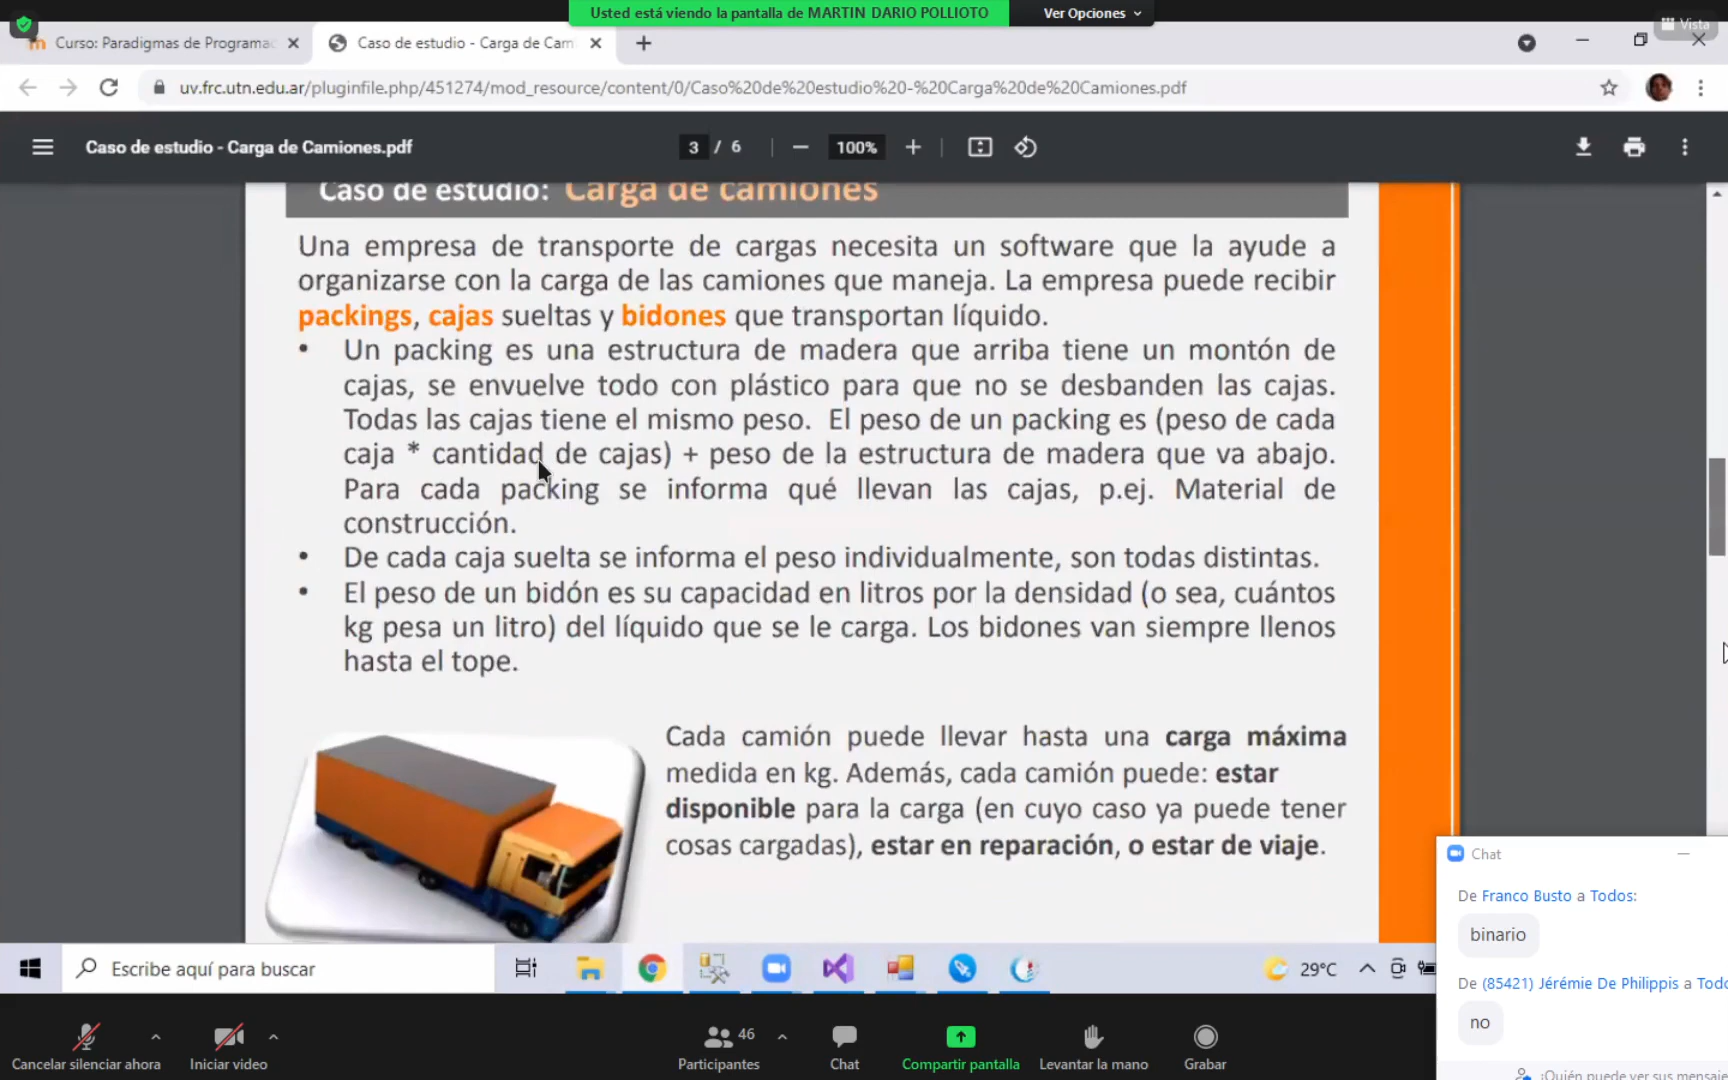 Usted está viendo la pantalla de MARTIN DARIO POLLIOTO
Ver Opciones
Vista
Curso: Paradigmas de Programac
Caso de estudio - Carga de Cam
uv.frc.utn.edu.ar/pluginfile.php/451274/mod_resource/content/0/Caso%20de%20estudio%20-%20Carga%20de%20Camiones.pdf
Caso de estudio - Carga de Camiones.pdf
3 / 6
100%
Caso de estudio: Carga de camiones
Una empresa de transporte de cargas necesita un software que la ayude a
organizarse con la carga de las camiones que maneja. La empresa puede recibir
packings, cajas sueltas y bidones que transportan líquido.
• Un packing es una estructura de madera que arriba tiene un montón de
cajas, se envuelve todo con plástico para que no se desbanden las cajas.
Todas las cajas tiene el mismo peso. El peso de un packing es (peso de cada
caja * cantidad de cajas) + peso de la estructura de madera que va abajo.
Para cada packing se informa qué llevan las cajas, p.ej. Material de
construcción.
• De cada caja suelta se informa el peso individualmente, son todas distintas.
• El peso de un bidón es su capacidad en litros por la densidad (o sea, cuántos
kg pesa un litro) del líquido que se le carga. Los bidones van siempre llenos
hasta el tope.
Cada camión puede llevar hasta una carga máxima
medida en kg. Además, cada camión puede: estar
disponible para la carga (en cuyo caso ya puede tener
cosas cargadas), estar en reparación, o estar de viaje.
Chat
De Franco Busto a Todos:
binario
De (85421) Jérémie De Philippis a Todo
no
¿Quién puede ver sus mensaje
Escribe aquí para buscar
29°C
Cancelar silenciar ahora
Iniciar video
46
Participantes
Chat
Compartir pantalla
Levantar la mano
Grabar